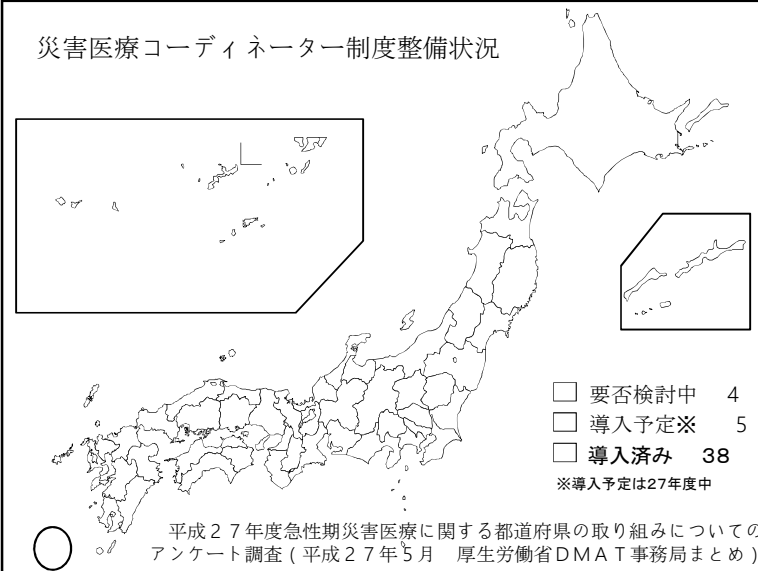 災害医療コーディネーター制度整備状況
要否検討中 4
導入予定※ 5
導入済み 38
※導入予定は27年度中
平成27年度急性期災害医療に関する都道府県の取り組みについての
アンケート調査(平成27年5月 厚生労働省DMAT事務局まとめ)